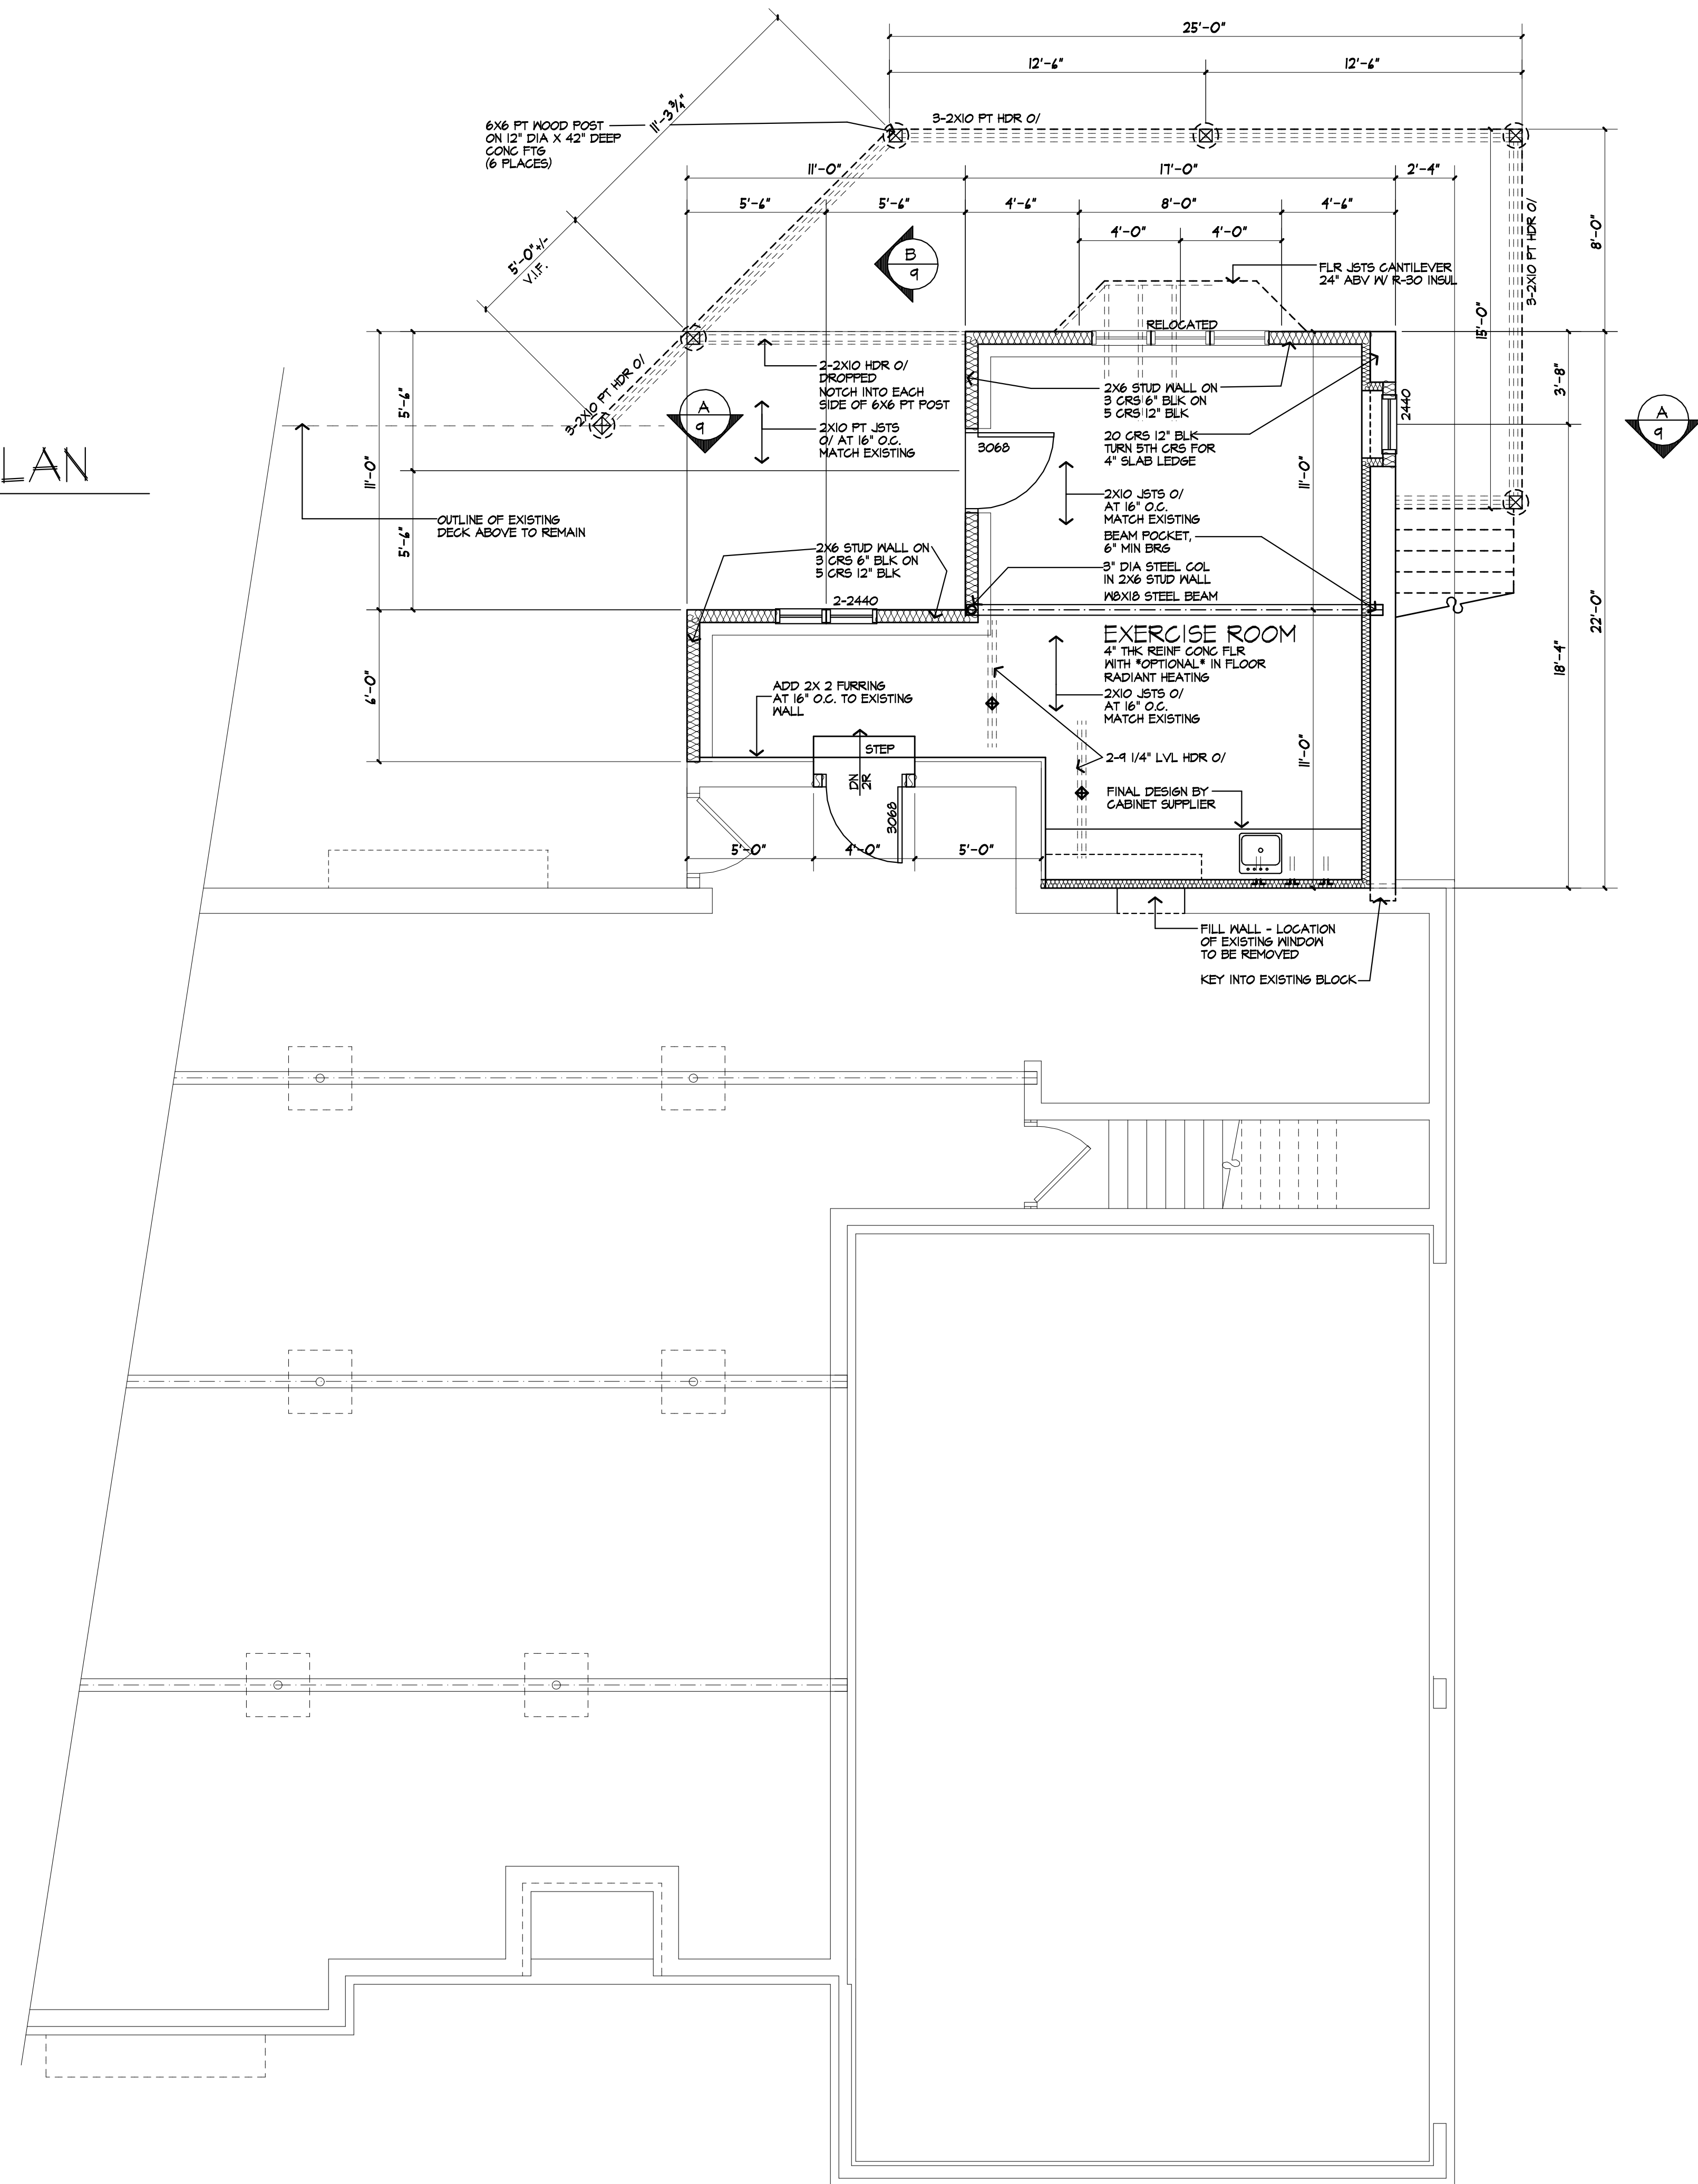 25'-0"
12'-6"
12'-6"
11'-3 3/4"
6X6 PT WOOD POST
ON 12" DIA X 42" DEEP
CONC FTG
(6 PLACES)
3-2X10 PT HDR O/
11'-0"
17'-0"
2'-4"
5'-6"
5'-6"
4'-6"
8'-0"
4'-6"
4'-0"
4'-0"
3-2X10 PT HDR O/
8'-0"
5'-0" +/-
V.I.F.
B
9
FLR JSTS CANTILEVER
24" ABV W/ R-30 INSUL
RELOCATED
15'-0"
3-2X10 PT HDR O/
2-2X10 HDR O/
DROPPED
NOTCH INTO EACH
SIDE OF 6X6 PT POST
2X6 STUD WALL ON
3 CRS 6" BLK ON
5 CRS 12" BLK
2440
3'-8"
A
9
A
9
LAN
5'-6"
11'-0"
5'-6"
2X10 PT JSTS
O/ AT 16" O.C.
MATCH EXISTING
3068
20 CRS 12" BLK
TURN 5TH CRS FOR
4" SLAB LEDGE
11'-0"
2X10 JSTS O/
AT 16" O.C.
MATCH EXISTING
OUTLINE OF EXISTING
DECK ABOVE TO REMAIN
BEAM POCKET,
6" MIN BRG
2X6 STUD WALL ON
3 CRS 6" BLK ON
5 CRS 12" BLK
3" DIA STEEL COL
IN 2X6 STUD WALL
W8X18 STEEL BEAM
2-2440
22'-0"
18'-4"
6'-0"
EXERCISE ROOM
4" THK REINF CONC FLR
WITH *OPTIONAL* IN FLOOR
RADIANT HEATING
2X10 JSTS O/
AT 16" O.C.
MATCH EXISTING
ADD 2X 2 FURRING
AT 16" O.C. TO EXISTING
WALL
STEP
DN
2R
11'-0"
2-9 1/4" LVL HDR O/
FINAL DESIGN BY
CABINET SUPPLIER
3068
5'-0"
4'-0"
5'-0"
FILL WALL - LOCATION
OF EXISTING WINDOW
TO BE REMOVED
KEY INTO EXISTING BLOCK